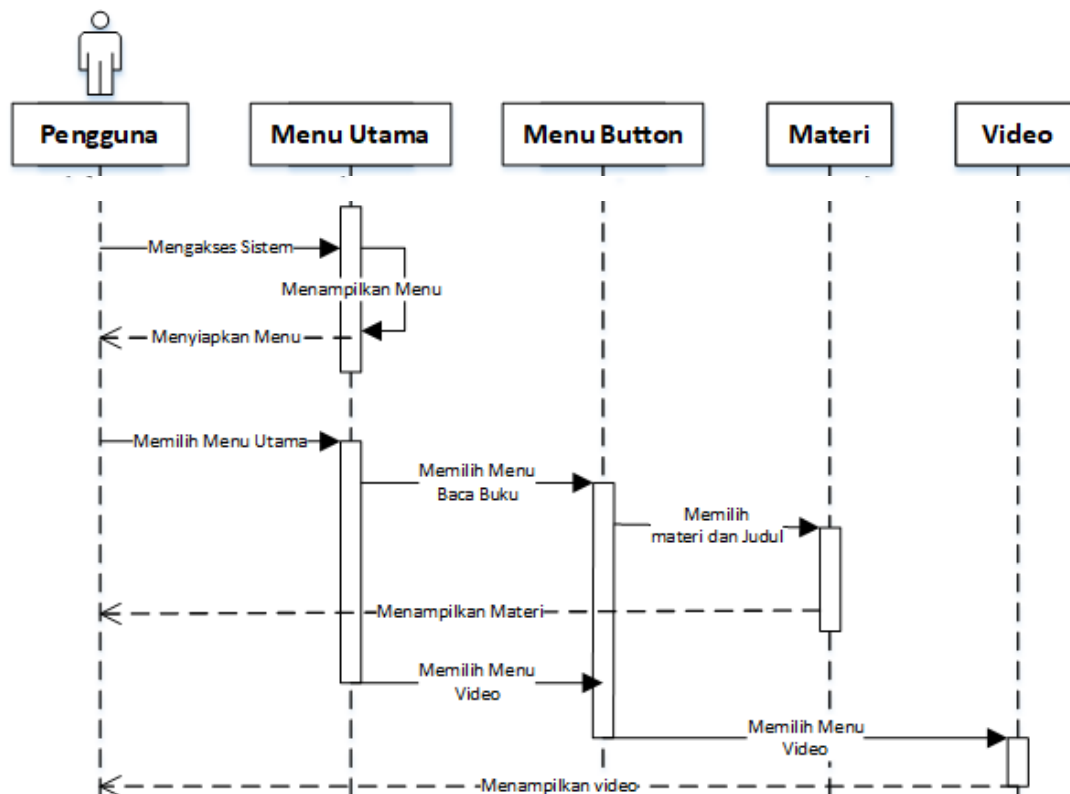 Pengguna
Menu Utama
Menu Button
Materi
Video
Mengakses Sistem
Menampilkan Menu
Menyiapkan Menu
Memilih Menu Utama
Memilih Menu
Baca Buku
Memilih
materi dan Judul
Menampilkan Materi
Memilih Menu
Video
Memilih Menu
Video
Menampilkan video